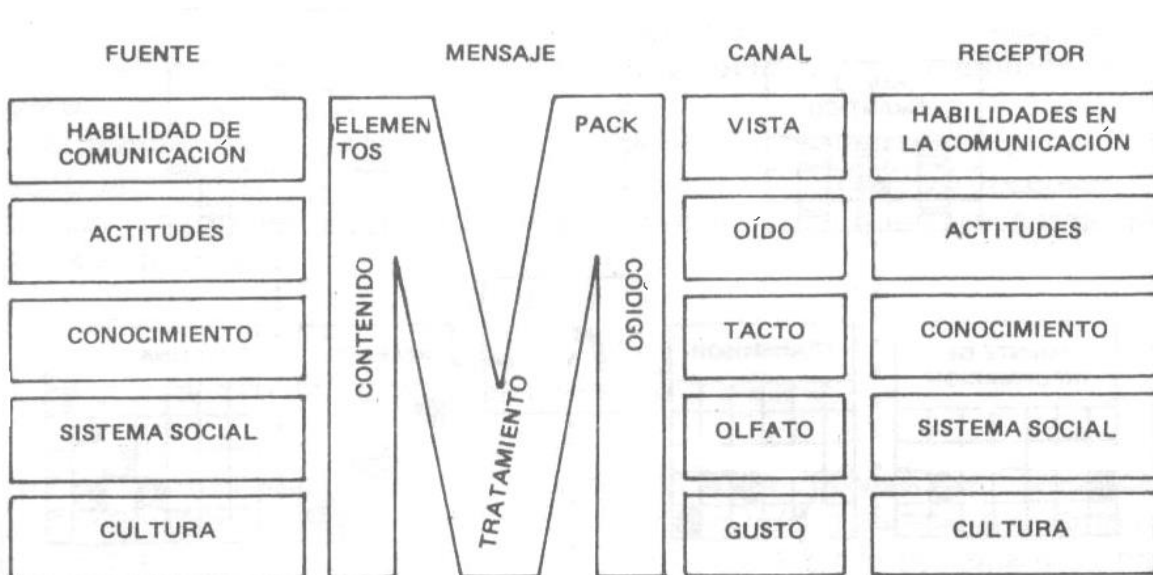 FUENTE MENSAJE CANAL RECEPTOR
HABILIDAD DE
COMUNICACIÓN
ACTITUDES
CONOCIMIENTO
SISTEMA SOCIAL
CULTURA
ELEMEN
TOS
PACK
CONTENIDO
CÓDIGO
TRATAMIENTO
VISTA
OÍDO
TACTO
OLFATO
GUSTO
HABILIDADES EN
LA COMUNICACIÓN
ACTITUDES
CONOCIMIENTO
SISTEMA SOCIAL
CULTURA